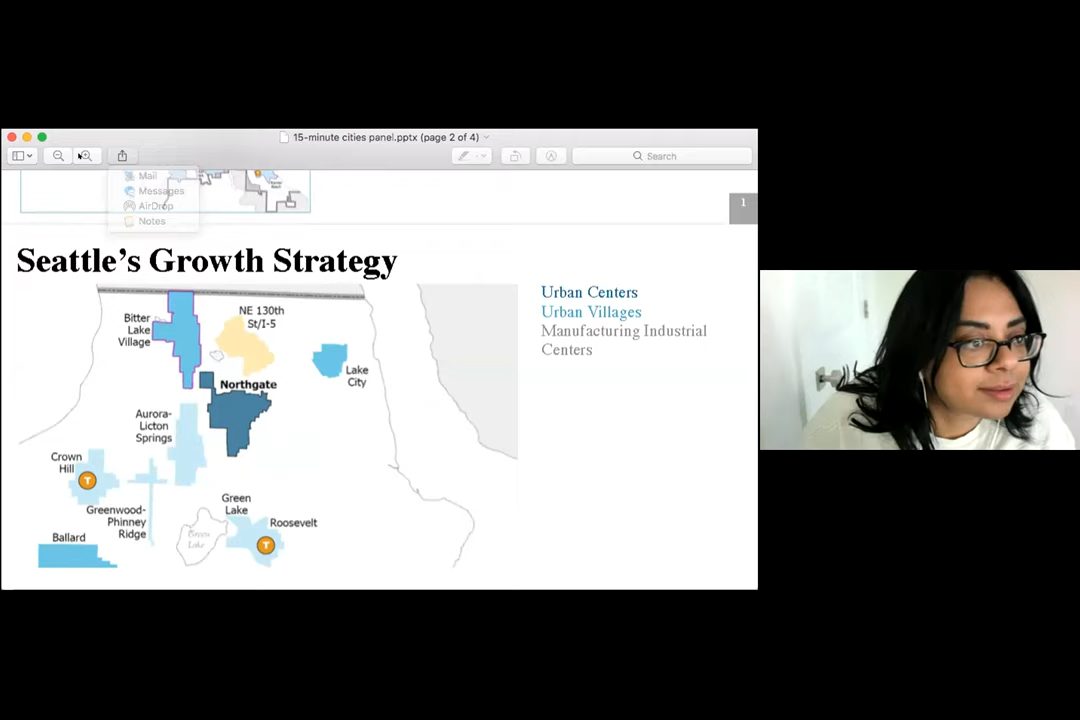 15-minute cities panel.pptx (page 2 of 4)
Search
Mail
Messages
AirDrop
Notes
1
Seattle's Growth Strategy
Urban Centers
Urban Villages
Manufacturing Industrial
Centers
Bitter
Lake
Village
NE 130th
St/I-5
Northgate
Lake
City
Aurora-
Licton
Springs
Crown
Hill
T
Greenwood-
Phinney
Ridge
Green
Lake
Roosevelt
T
Green
Lake
Ballard